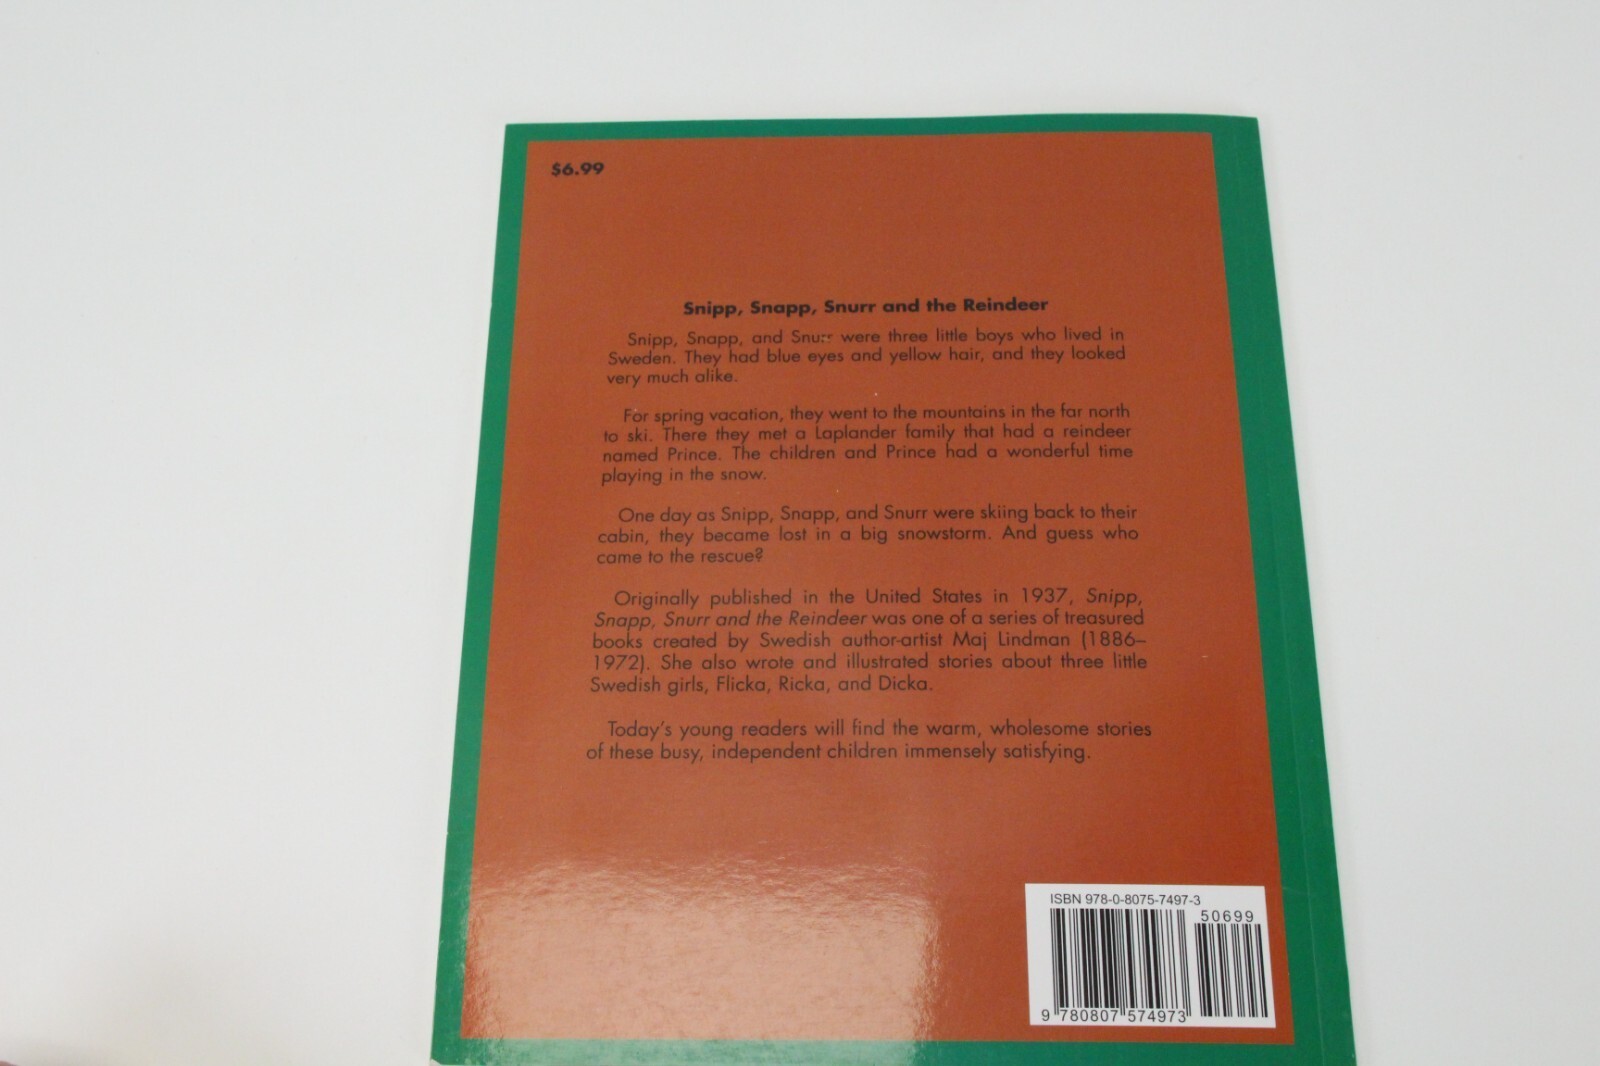 $6.99
Snipp, Snapp, Snurr and the Reindeer
Snipp, Snapp, and Snurr were three little boys who lived in
Sweden. They had blue eyes and yellow hair, and they looked
very much alike.
For spring vacation, they went to the mountains in the far north
to ski. There they met a Laplander family that had a reindeer
named Prince. The children and Prince had a wonderful time
playing in the snow.
One day as Snipp, Snapp, and Snurr were skiing back to their
cabin, they became lost in a big snowstorm. And guess who
came to the rescue?
Originally published in the United States in 1937, Snipp,
Snapp, Snurr and the Reindeer was one of a series of treasured
books created by Swedish author-artist Maj Lindman (1886–
1972). She also wrote and illustrated stories about three little
Swedish girls, Flicka, Ricka, and Dicka.
Today's young readers will find the warm, wholesome stories
of these busy, independent children immensely satisfying.
ISBN 978-0-8075-7497-3
50699
9 780807 574973